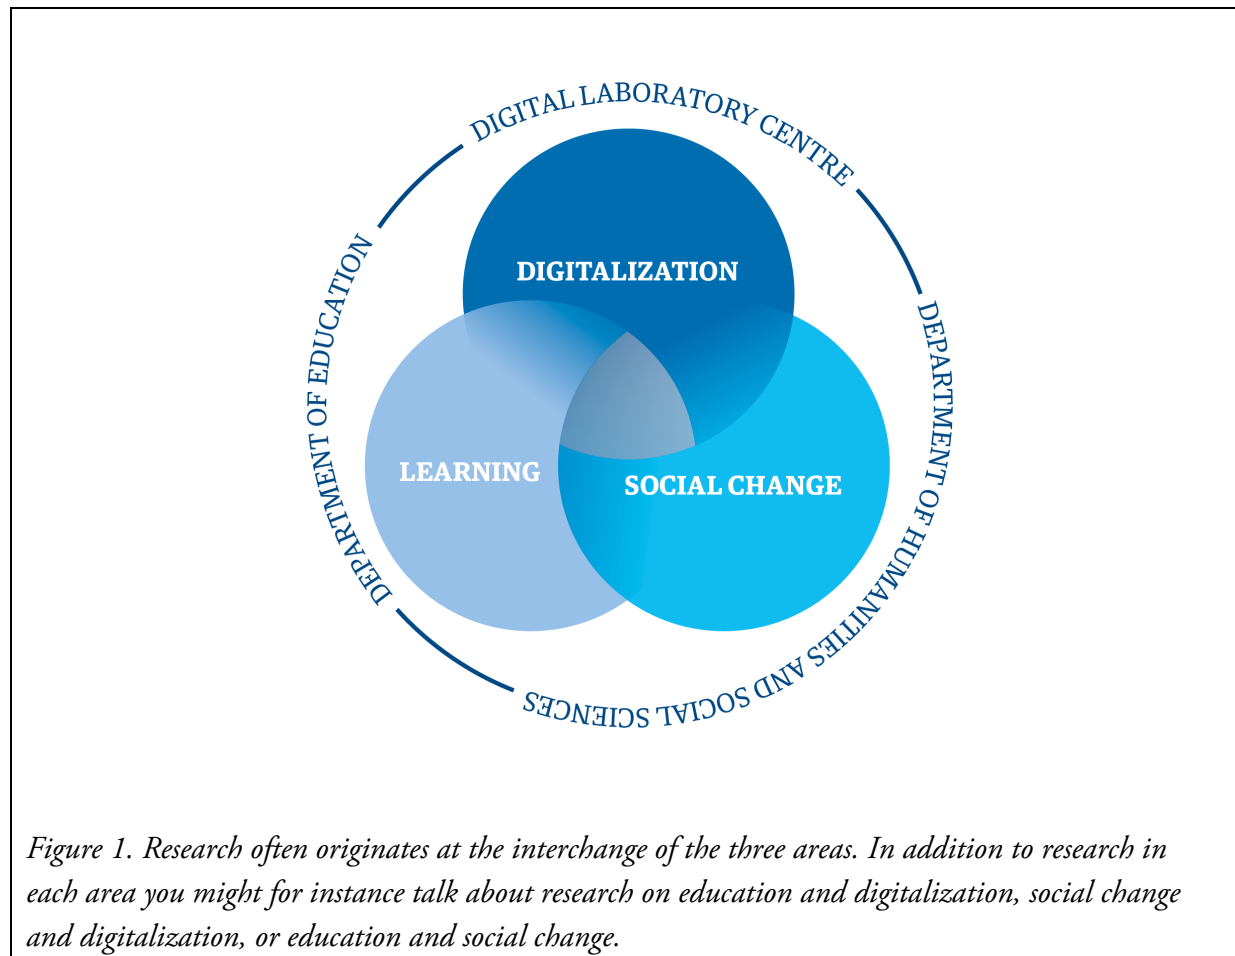 DIGITAL LABORATORY CENTRE
DEPARTMENT OF EDUCATION
DEPARTMENT OF HUMANITIES AND SOCIAL SCIENCES
DIGITALIZATION
LEARNING
SOCIAL CHANGE
Figure 1. Research often originates at the interchange of the three areas. In addition to research in
each area you might for instance talk about research on education and digitalization, social change
and digitalization, or education and social change.